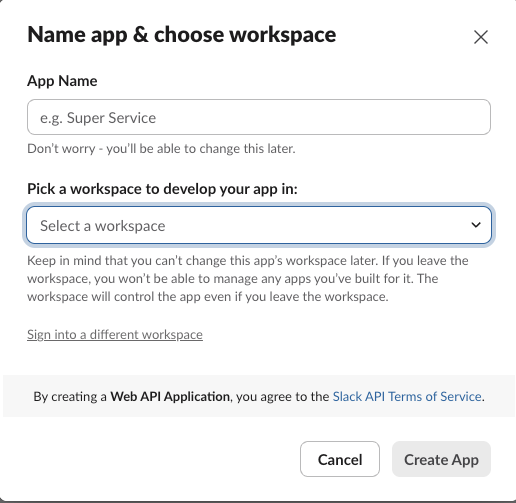 Name app & choose workspace
App Name
e.g. Super Service
Don't worry - you'll be able to change this later.
Pick a workspace to develop your app in:
Select a workspace
Keep in mind that you can't change this app's workspace later. If you leave the
workspace, you won't be able to manage any apps you've built for it. The
workspace will control the app even if you leave the workspace.
Sign into a different workspace
By creating a Web API Application, you agree to the Slack API Terms of Service.
Cancel
Create App